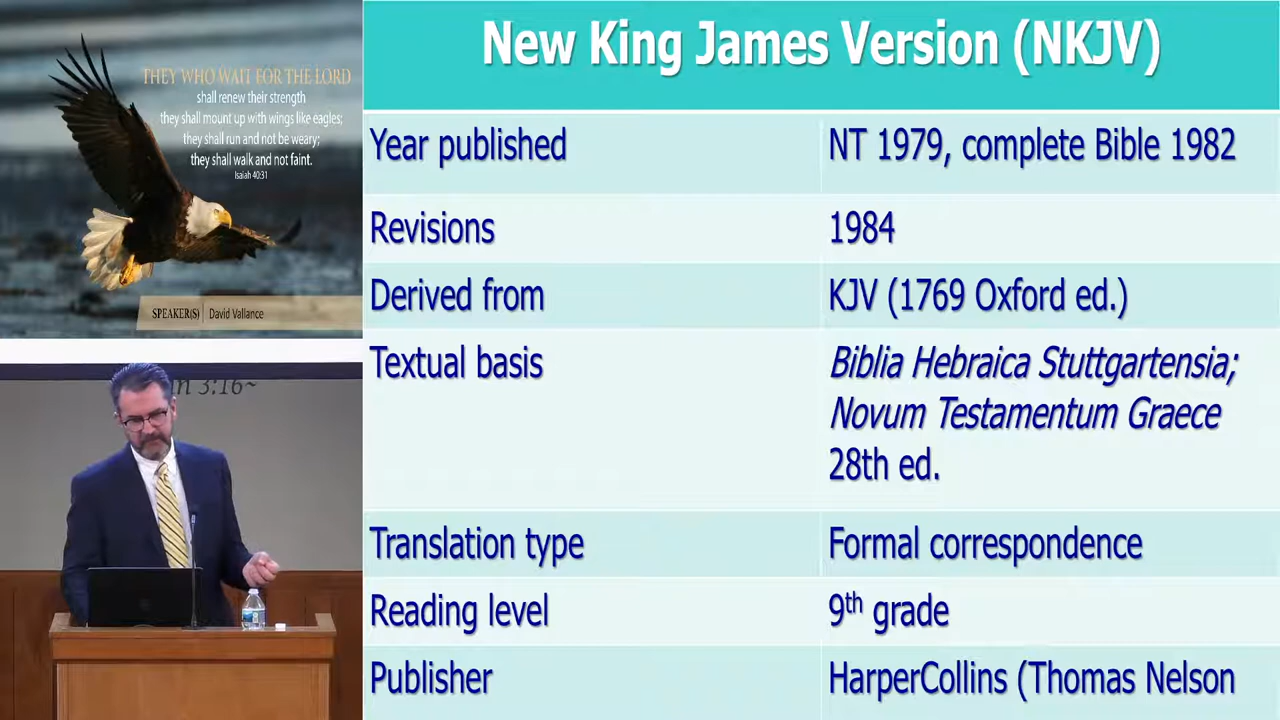 THEY WHO WAIT FOR THE LORD
shall renew their strength
they shall mount up with wings like eagles;
they shall run and not be weary;
they shall walk and not faint.
Isaiah 40:31
SPEAKER(S) | David Vallance
3:16~
New King James Version (NKJV)
Year published
NT 1979, complete Bible 1982
Revisions
1984
Derived from
KJV (1769 Oxford ed.)
Textual basis
Biblia Hebraica Stuttgartensia;
Novum Testamentum Graece
28th ed.
Translation type
Formal correspondence
Reading level
9th grade
Publisher
HarperCollins (Thomas Nelson